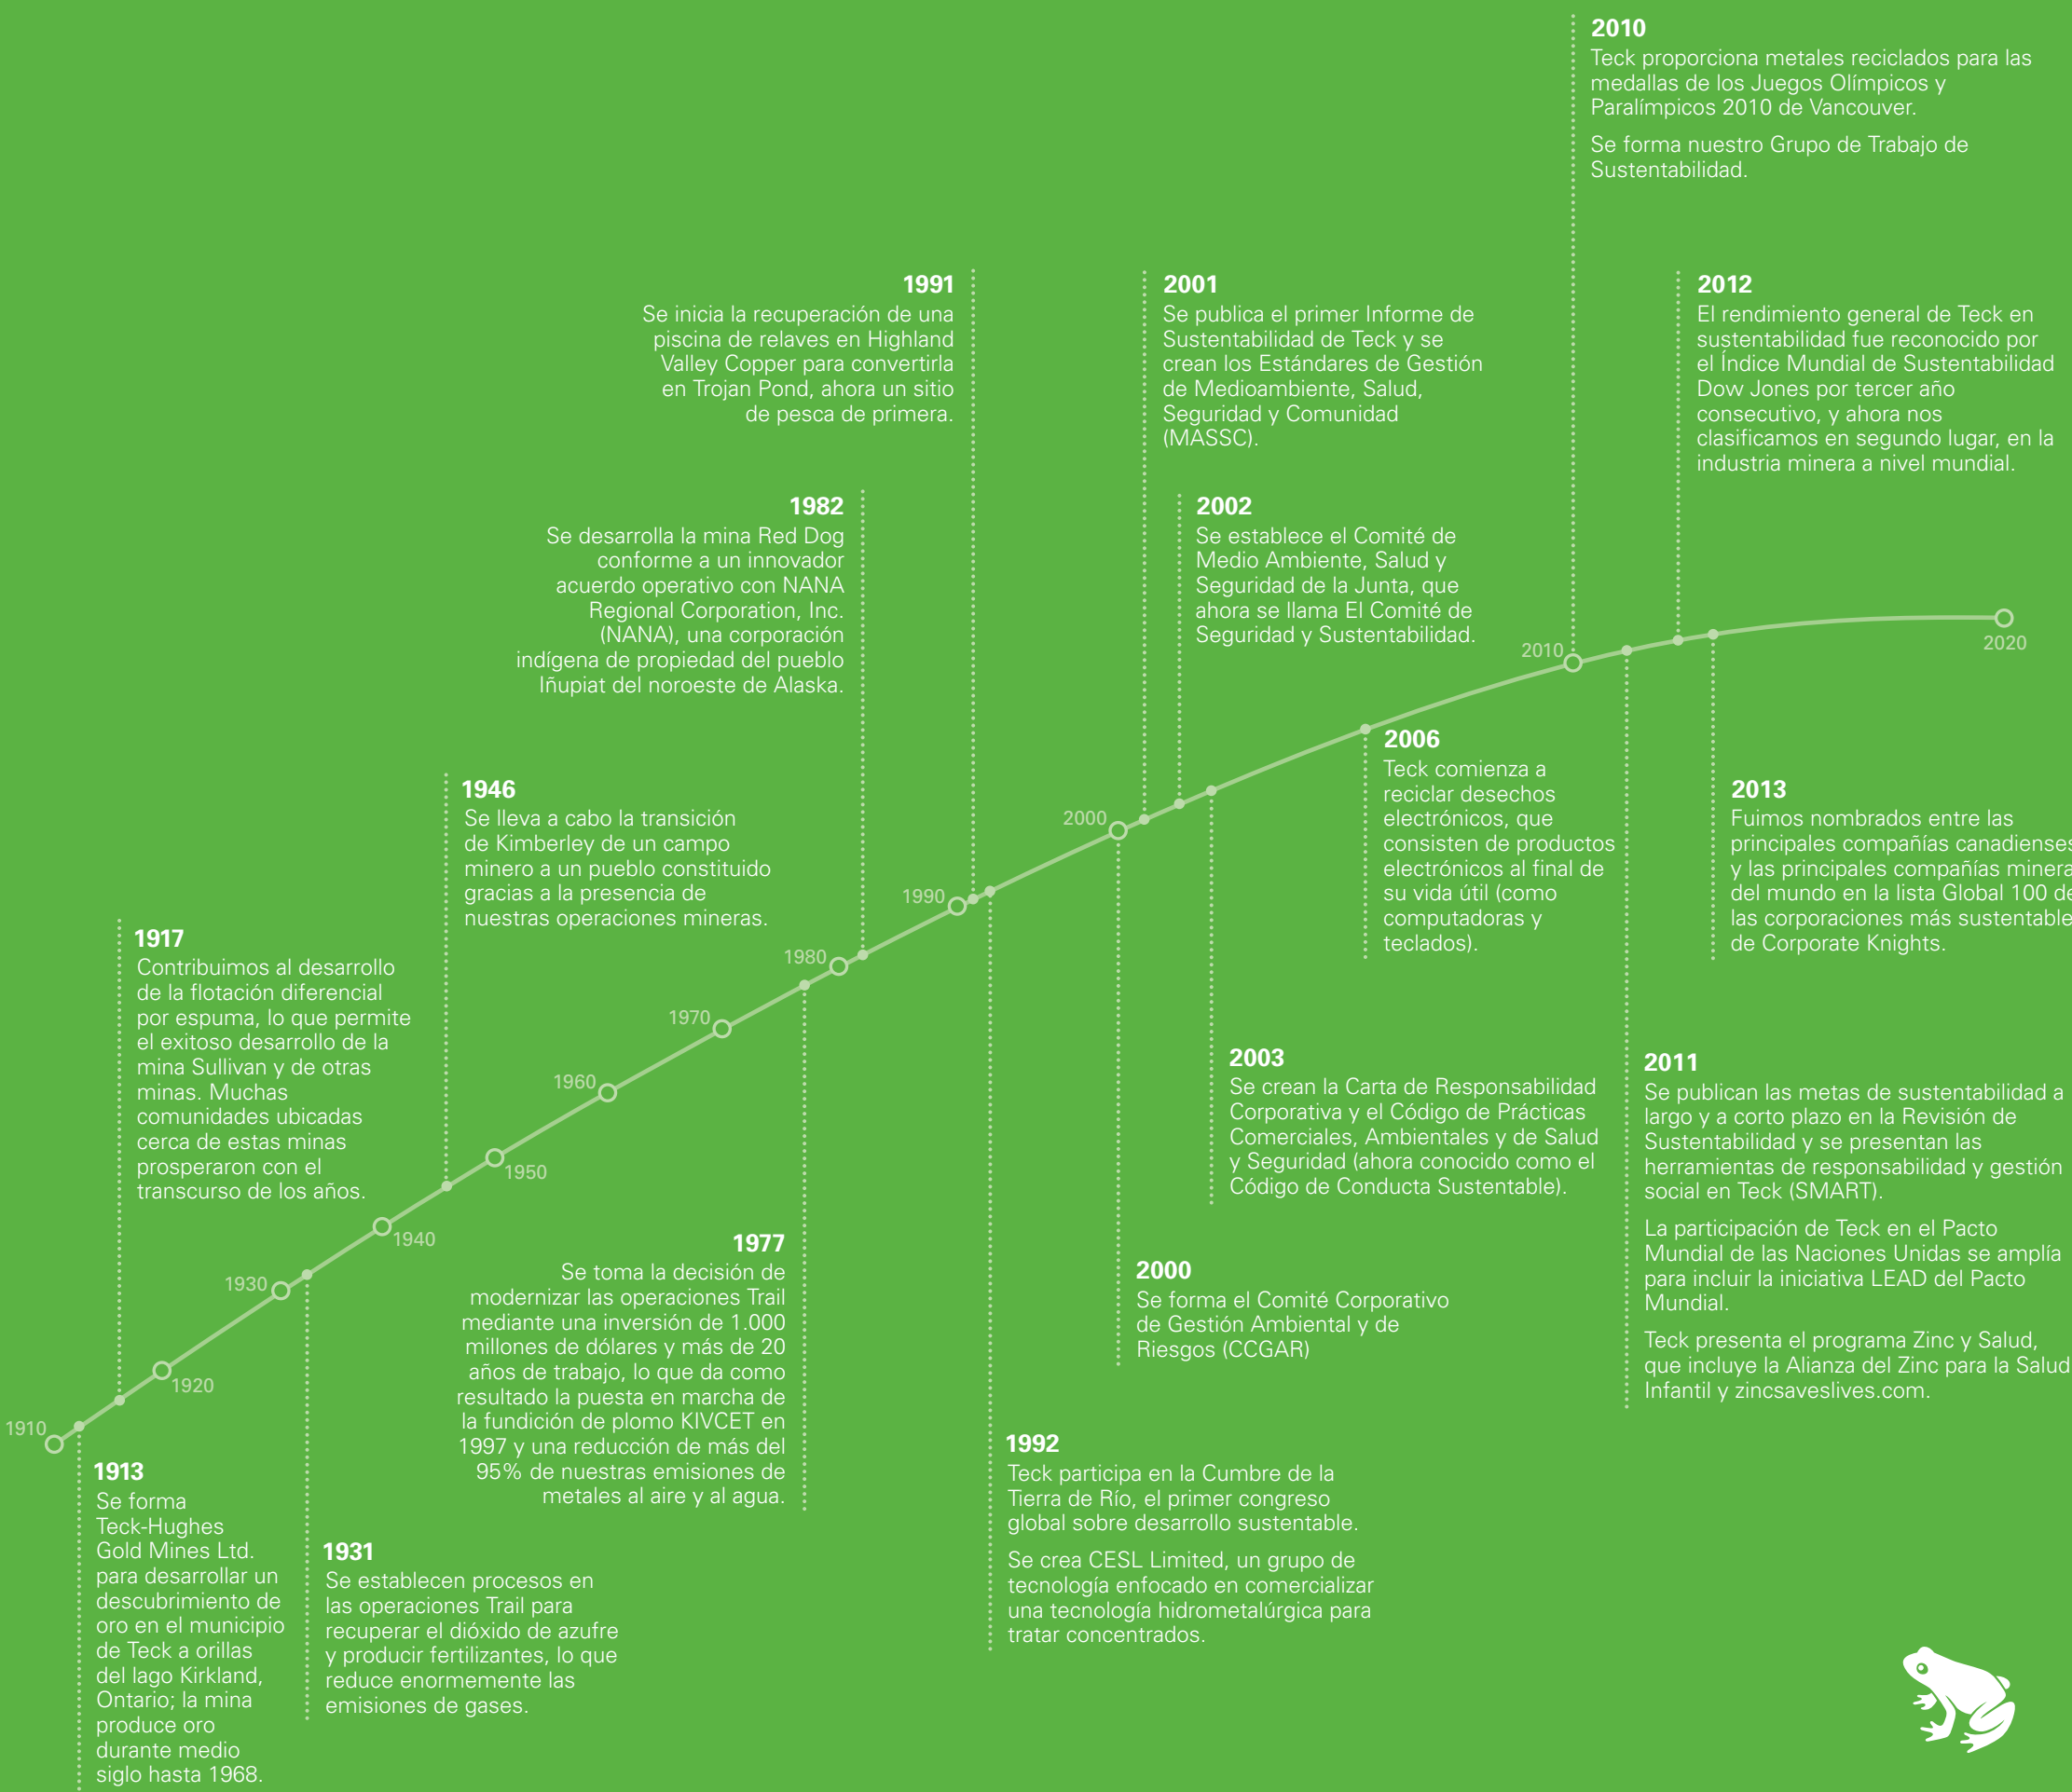 2010
Teck proporciona metales reciclados para las
medallas de los Juegos Olímpicos y
Paralímpicos 2010 de Vancouver.
Se forma nuestro Grupo de Trabajo de
Sustentabilidad.
1991
Se inicia la recuperación de una
piscina de relaves en Highland
Valley Copper para convertirla
en Trojan Pond, ahora un sitio
de pesca de primera.
2001
Se publica el primer Informe de
Sustentabilidad de Teck y se
crean los Estándares de Gestión
de Medioambiente, Salud,
Seguridad y Comunidad
(MASSC).
2012
El rendimiento general de Teck en
sustentabilidad fue reconocido por
el Índice Mundial de Sustentabilidad
Dow Jones por tercer año
consecutivo, y ahora nos
clasificamos en segundo lugar, en la
industria minera a nivel mundial.
1982
Se desarrolla la mina Red Dog
conforme a un innovador
acuerdo operativo con NANA
Regional Corporation, Inc.
(NANA), una corporación
indígena de propiedad del pueblo
Iñupiat del noroeste de Alaska.
2002
Se establece el Comité de
Medio Ambiente, Salud y
Seguridad de la Junta, que
ahora se llama El Comité de
Seguridad y Sustentabilidad.
2010
2020
2006
Teck comienza a
reciclar desechos
electrónicos, que
consisten de productos
electrónicos al final de
su vida útil (como
computadoras y
teclados).
1946
Se lleva a cabo la transición
de Kimberley de un campo
minero a un pueblo constituido
gracias a la presencia de
nuestras operaciones mineras.
2013
Fuimos nombrados entre las
principales compañías canadienses
y las principales compañías minera
del mundo en la lista Global 100 de
las corporaciones más sustentable
de Corporate Knights.
2000
1990
1980
1970
1960
1950
1940
1930
1920
1910
1917
Contribuimos al desarrollo
de la flotación diferencial
por espuma, lo que permite
el exitoso desarrollo de la
mina Sullivan y de otras
minas. Muchas
comunidades ubicadas
cerca de estas minas
prosperaron con el
transcurso de los años.
2003
Se crean la Carta de Responsabilidad
Corporativa y el Código de Prácticas
Comerciales, Ambientales y de Salud
y Seguridad (ahora conocido como el
Código de Conducta Sustentable).
2011
Se publican las metas de sustentabilidad a
largo y a corto plazo en la Revisión de
Sustentabilidad y se presentan las
herramientas de responsabilidad y gestión
social en Teck (SMART).
La participación de Teck en el Pacto
Mundial de las Naciones Unidas se amplía
para incluir la iniciativa LEAD del Pacto
Mundial.
Teck presenta el programa Zinc y Salud,
que incluye la Alianza del Zinc para la Salud
Infantil y zincsaveslives.com.
1977
Se toma la decisión de
modernizar las operaciones Trail
mediante una inversión de 1.000
millones de dólares y más de 20
años de trabajo, lo que da como
resultado la puesta en marcha de
la fundición de plomo KIVCET en
1997 y una reducción de más del
95% de nuestras emisiones de
metales al aire y al agua.
2000
Se forma el Comité Corporativo
de Gestión Ambiental y de
Riesgos (CCGAR)
1992
Teck participa en la Cumbre de la
Tierra de Río, el primer congreso
global sobre desarrollo sustentable.
Se crea CESL Limited, un grupo de
tecnología enfocado en comercializar
una tecnología hidrometalúrgica para
tratar concentrados.
1913
Se forma
Teck-Hughes
Gold Mines Ltd.
para desarrollar un
descubrimiento de
oro en el municipio
de Teck a orillas
del lago Kirkland,
Ontario; la mina
produce oro
durante medio
siglo hasta 1968.
1931
Se establecen procesos en
las operaciones Trail para
recuperar el dióxido de azufre
y producir fertilizantes, lo que
reduce enormemente las
emisiones de gases.